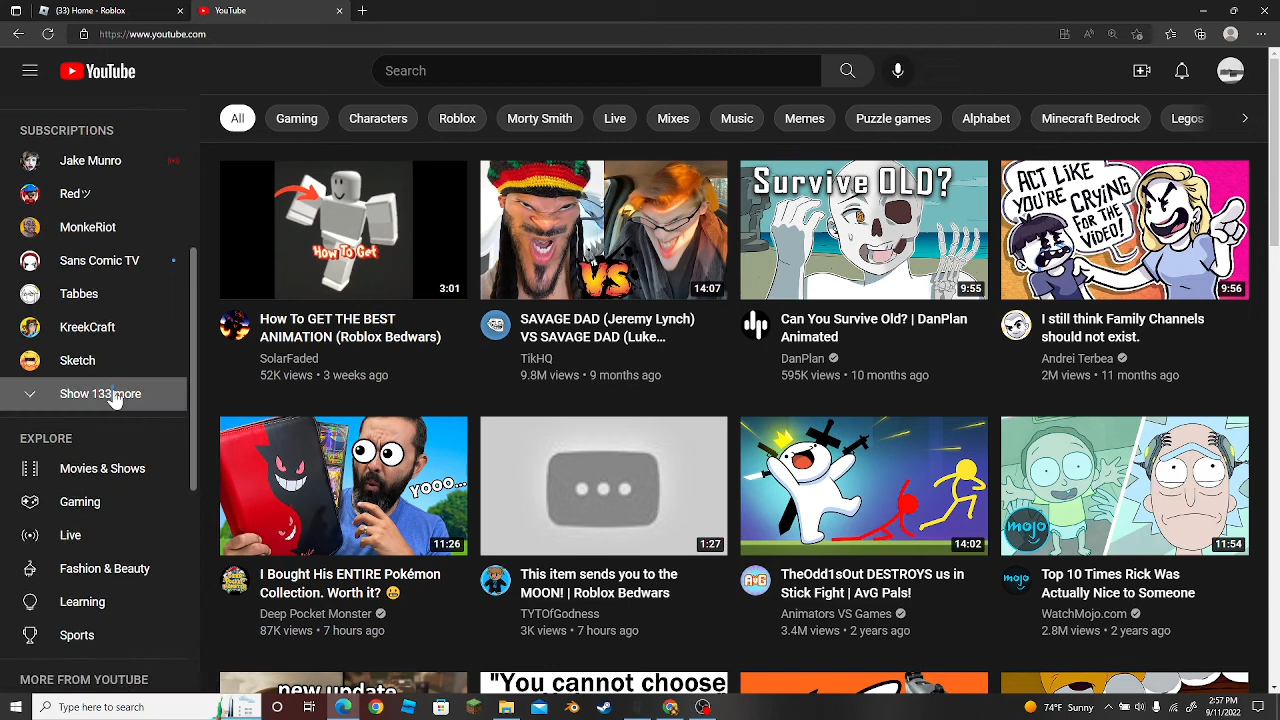 (33) Home - Roblox
YouTube
https://www.youtube.com
YouTube
Search
All
Gaming
Characters
Roblox
Morty Smith
Live
Mixes
Music
Memes
Puzzle games
Alphabet
Minecraft Bedrock
Legos
SUBSCRIPTIONS
Jake Munro
Red
MonkeRiot
Sans Comic TV
Tabbes
KreekCraft
Sketch
Show 133 more
EXPLORE
Movies & Shows
Gaming
Live
Fashion & Beauty
Learning
Sports
MORE FROM YOUTUBE
How To Get
3:01
How To GET THE BEST
ANIMATION (Roblox Bedwars)
SolarFaded
52K views • 3 weeks ago
VS
14:07
SAVAGE DAD (Jeremy Lynch)
VS SAVAGE DAD (Luke...
TikHQ
9.8M views • 9 months ago
Survive OLD?
9:55
Can You Survive Old? | DanPlan
Animated
DanPlan
595K views • 10 months ago
ACT LIKE
YOU'RE
CRYING
FOR THE
VIDEO!
9:56
I still think Family Channels
should not exist.
Andrei Terbea
2M views • 11 months ago
YOOO...
11:26
I Bought His ENTIRE Pokémon
Collection. Worth it? 😀
Deep Pocket Monster
87K views • 7 hours ago
1:27
This item sends you to the
MOON! | Roblox Bedwars
TYTOfGodness
3K views • 7 hours ago
14:02
TheOdd1sOut DESTROYS us in
Stick Fight | AvG Pals!
Animators VS Games
3.4M views • 2 years ago
mojo
11:54
Top 10 Times Rick Was
Actually Nice to Someone
WatchMojo.com
2.8M views • 2 years ago
new update
"You cannot choose
Type here to search
74°F Sunny
2:57 PM
9/11/2022